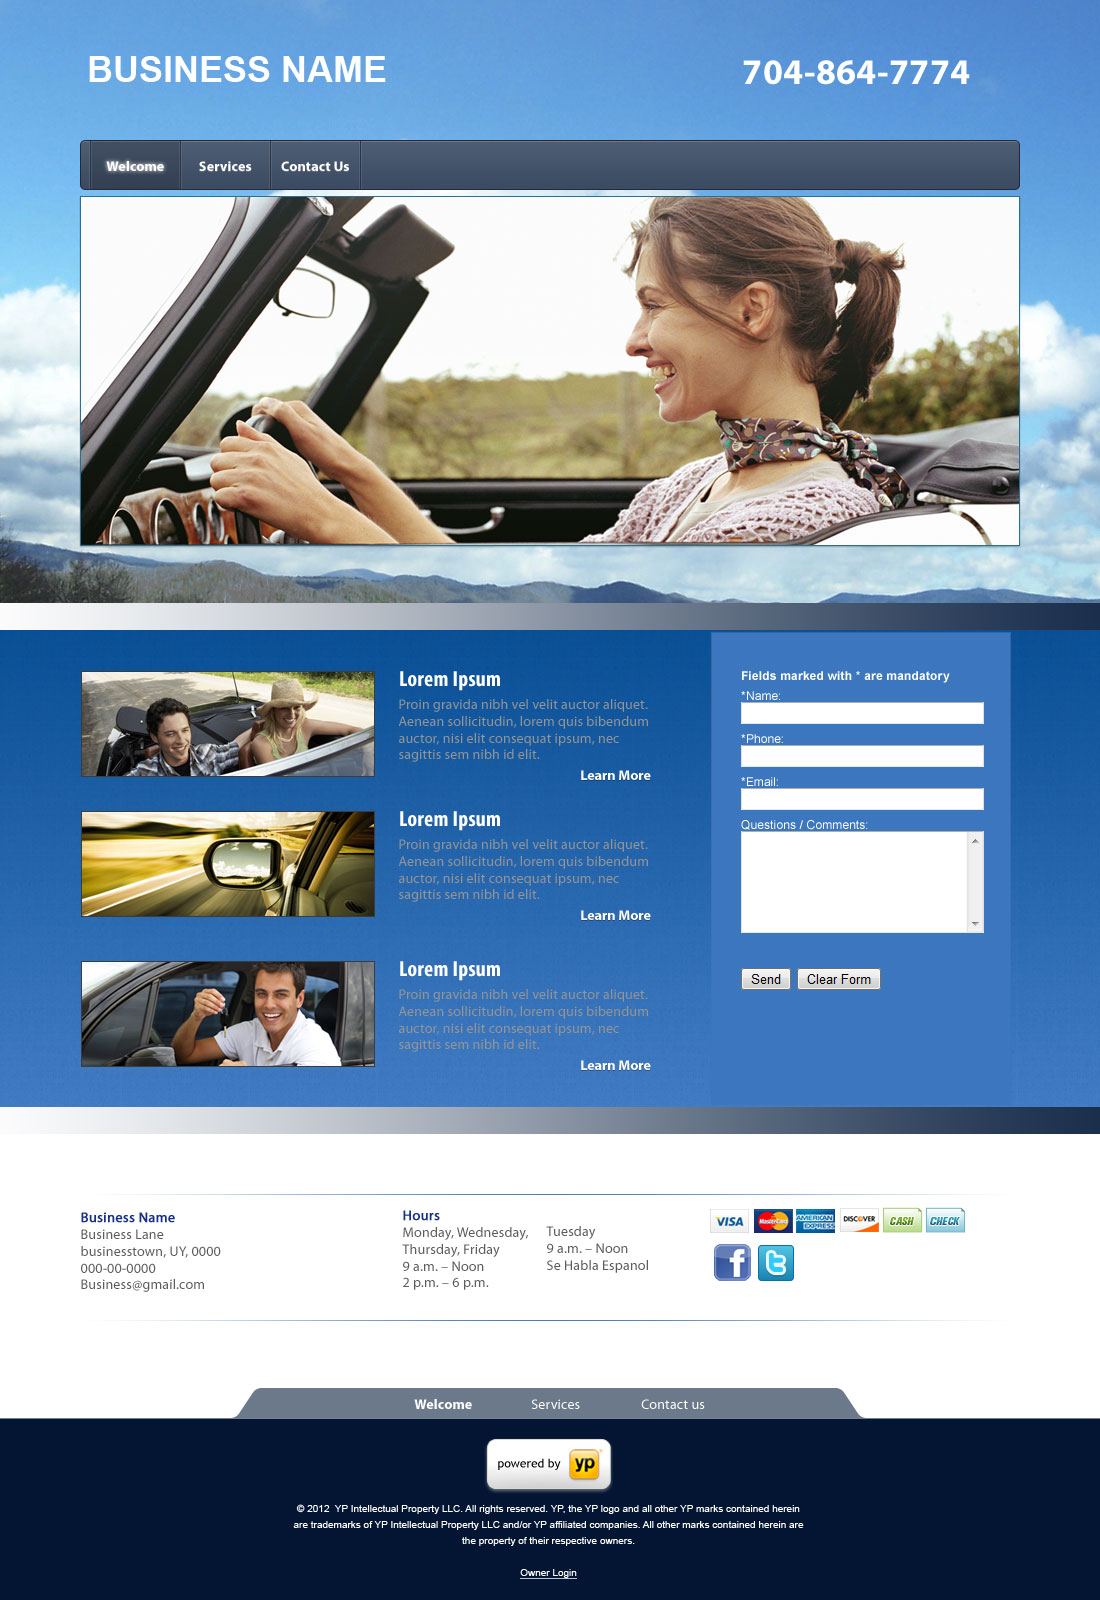 BUSINESS NAME
704-864-7774
Welcome
Services
Contact Us
Lorem Ipsum
Proin gravida nibh vel velit auctor aliquet.
Aenean sollicitudin, lorem quis bibendum
auctor, nisi elit consequat ipsum, nec
sagittis sem nibh id elit.
Learn More
Lorem Ipsum
Proin gravida nibh vel velit auctor aliquet.
Aenean sollicitudin, lorem quis bibendum
auctor, nisi elit consequat ipsum, nec
sagittis sem nibh id elit.
Learn More
Lorem Ipsum
Proin gravida nibh vel velit auctor aliquet.
Aenean sollicitudin, lorem quis bibendum
auctor, nisi elit consequat ipsum, nec
sagittis sem nibh id elit.
Learn More
Fields marked with * are mandatory
*Name:
*Phone:
*Email:
Questions / Comments:
Send
Clear Form
Business Name
Business Lane
businesstown, UY, 0000
000-00-0000
Business@gmail.com
Hours
Monday, Wednesday,
Thursday, Friday
9 a.m. – Noon
2 p.m. – 6 p.m.
Tuesday
9 a.m. – Noon
Se Habla Espanol
VISA
MasterCard
AMERICAN EXPRESS
DISCOVER
CASH
CHECK
f
t
Welcome
Services
Contact us
powered by yp
© 2012 YP Intellectual Property LLC. All rights reserved. YP, the YP logo and all other YP marks contained herein
are trademarks of YP Intellectual Property LLC and/or YP affiliated companies. All other marks contained herein are
the property of their respective owners.
Owner Login